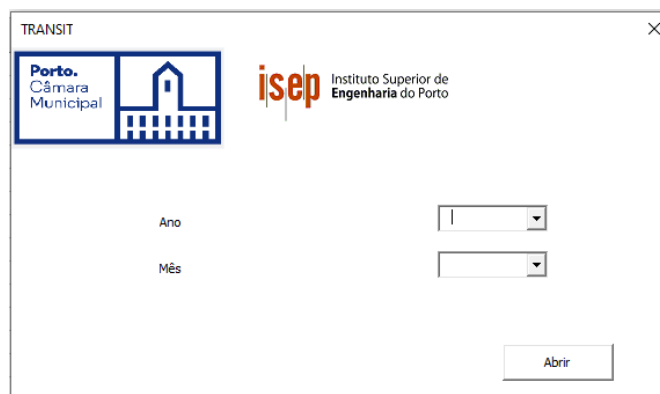 TRANSIT
Porto.
Câmara
Municipal
isep
Instituto Superior de
Engenharia do Porto
Ano
Mês
Abrir